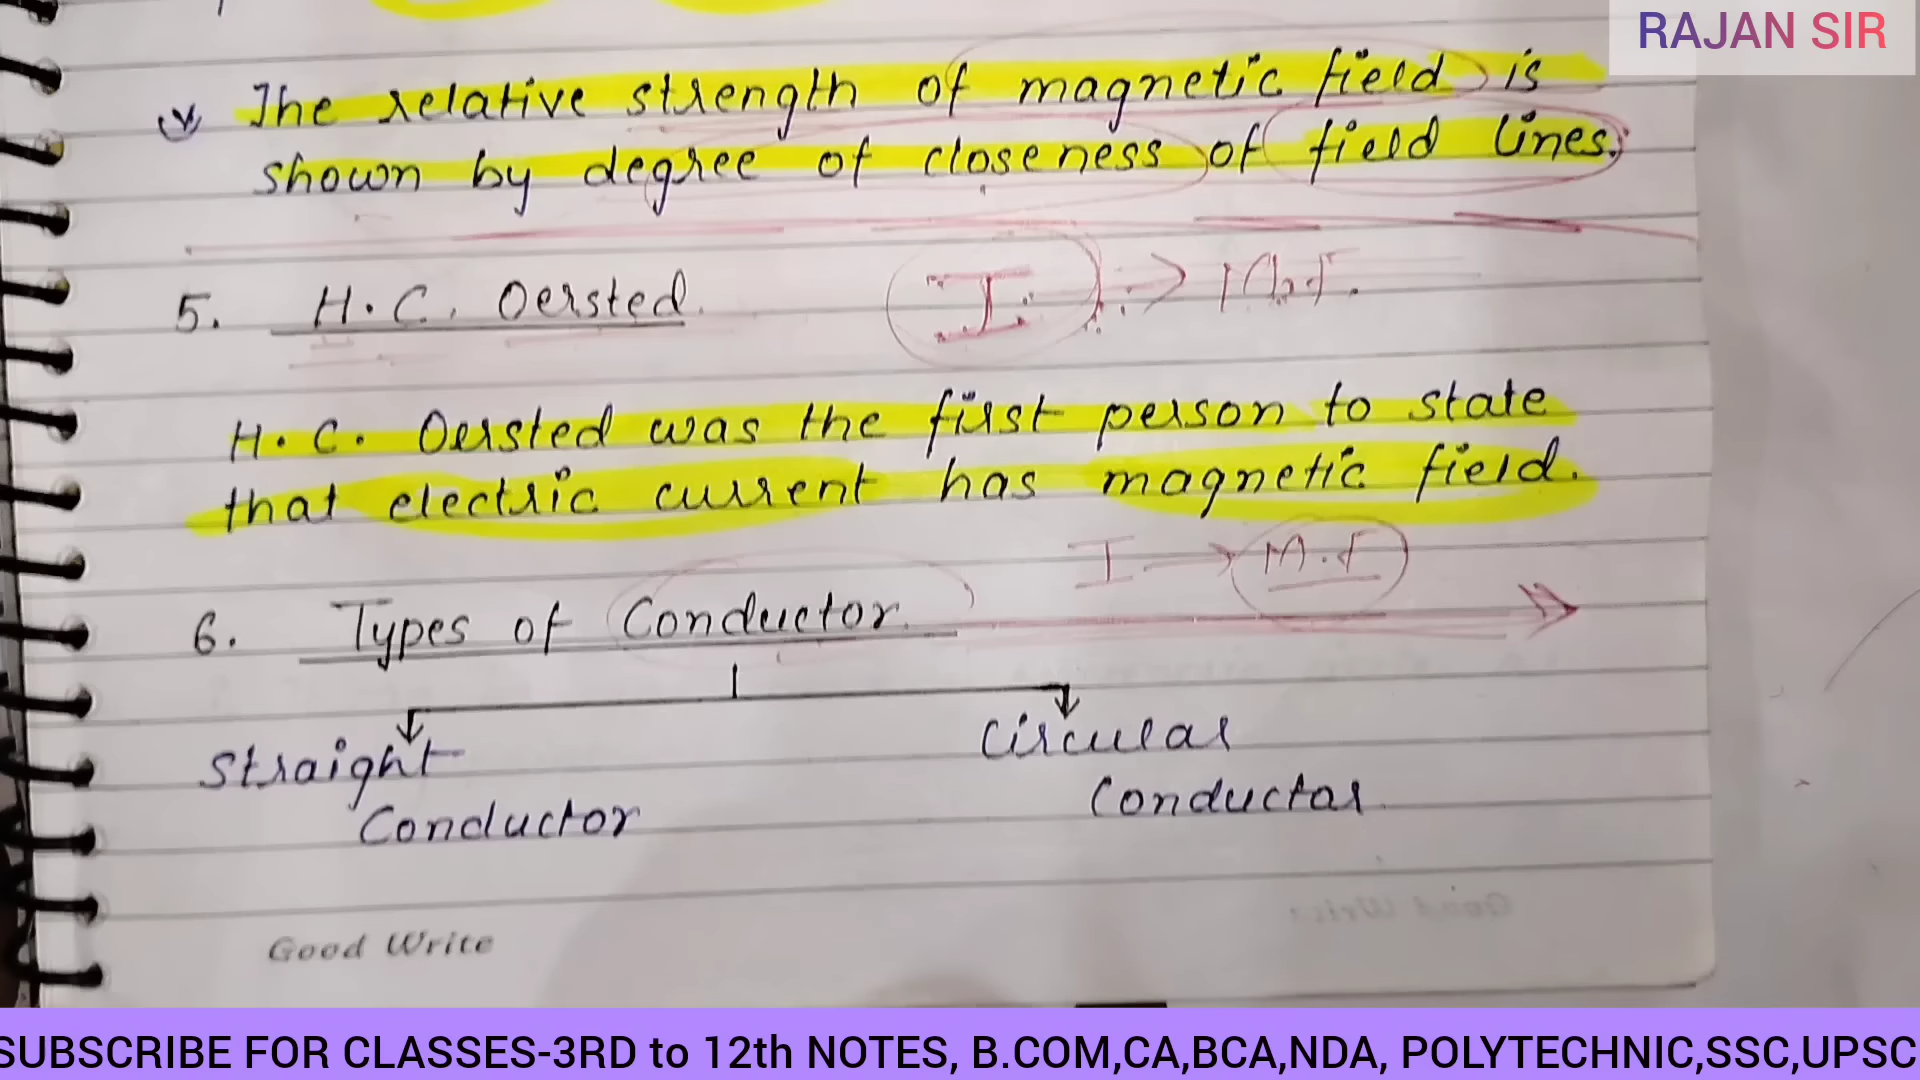 RAJAN SIR
(v) The relative strength of magnetic field is
shown by degree of closeness of field lines.
5. H.C. Oersted.
I → M.F.
H.C. Oersted was the first person to state
that electric current has magnetic field.
I → M.F
6. Types of Conductor.
Straight
Conductor
Circular
Conductor.
Good Write
SUBSCRIBE FOR CLASSES-3RD to 12th NOTES, B.COM,CA,BCA,NDA, POLYTECHNIC,SSC,UPSC